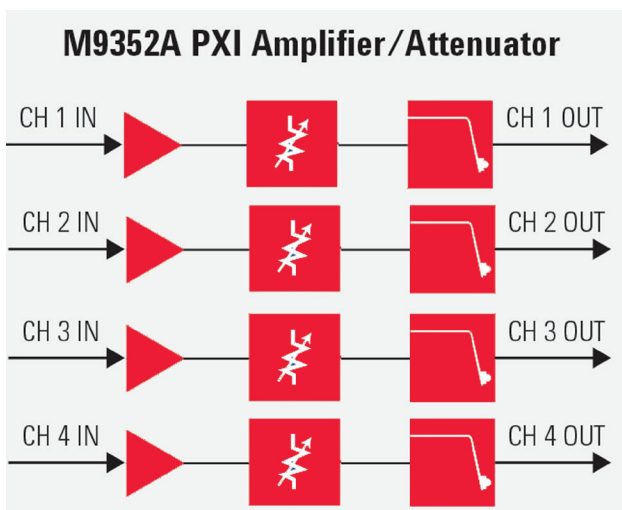 M9352A PXI Amplifier/Attenuator
CH 1 IN
CH 1 OUT
CH 2 IN
CH 2 OUT
CH 3 IN
CH 3 OUT
CH 4 IN
CH 4 OUT